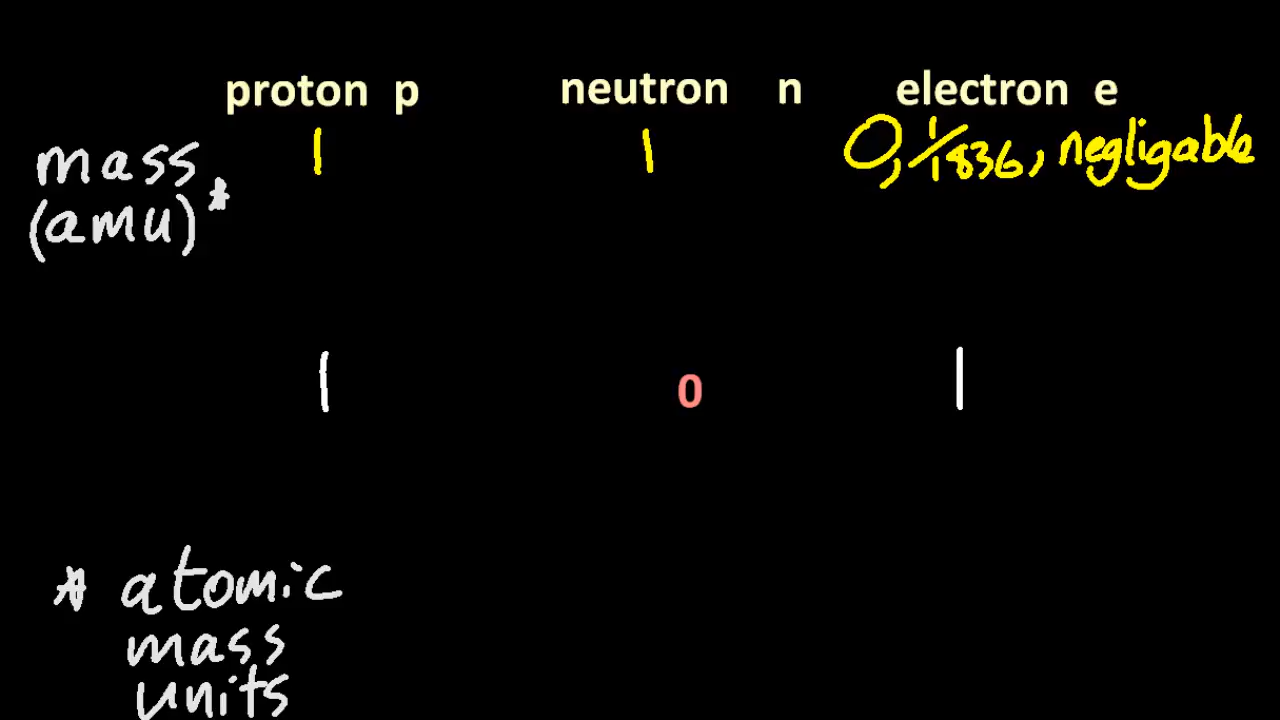 proton p neutron n electron e
mass 1 1 0, 1/1836, negligable
(amu)*
1 0 1
* atomic
mass
units